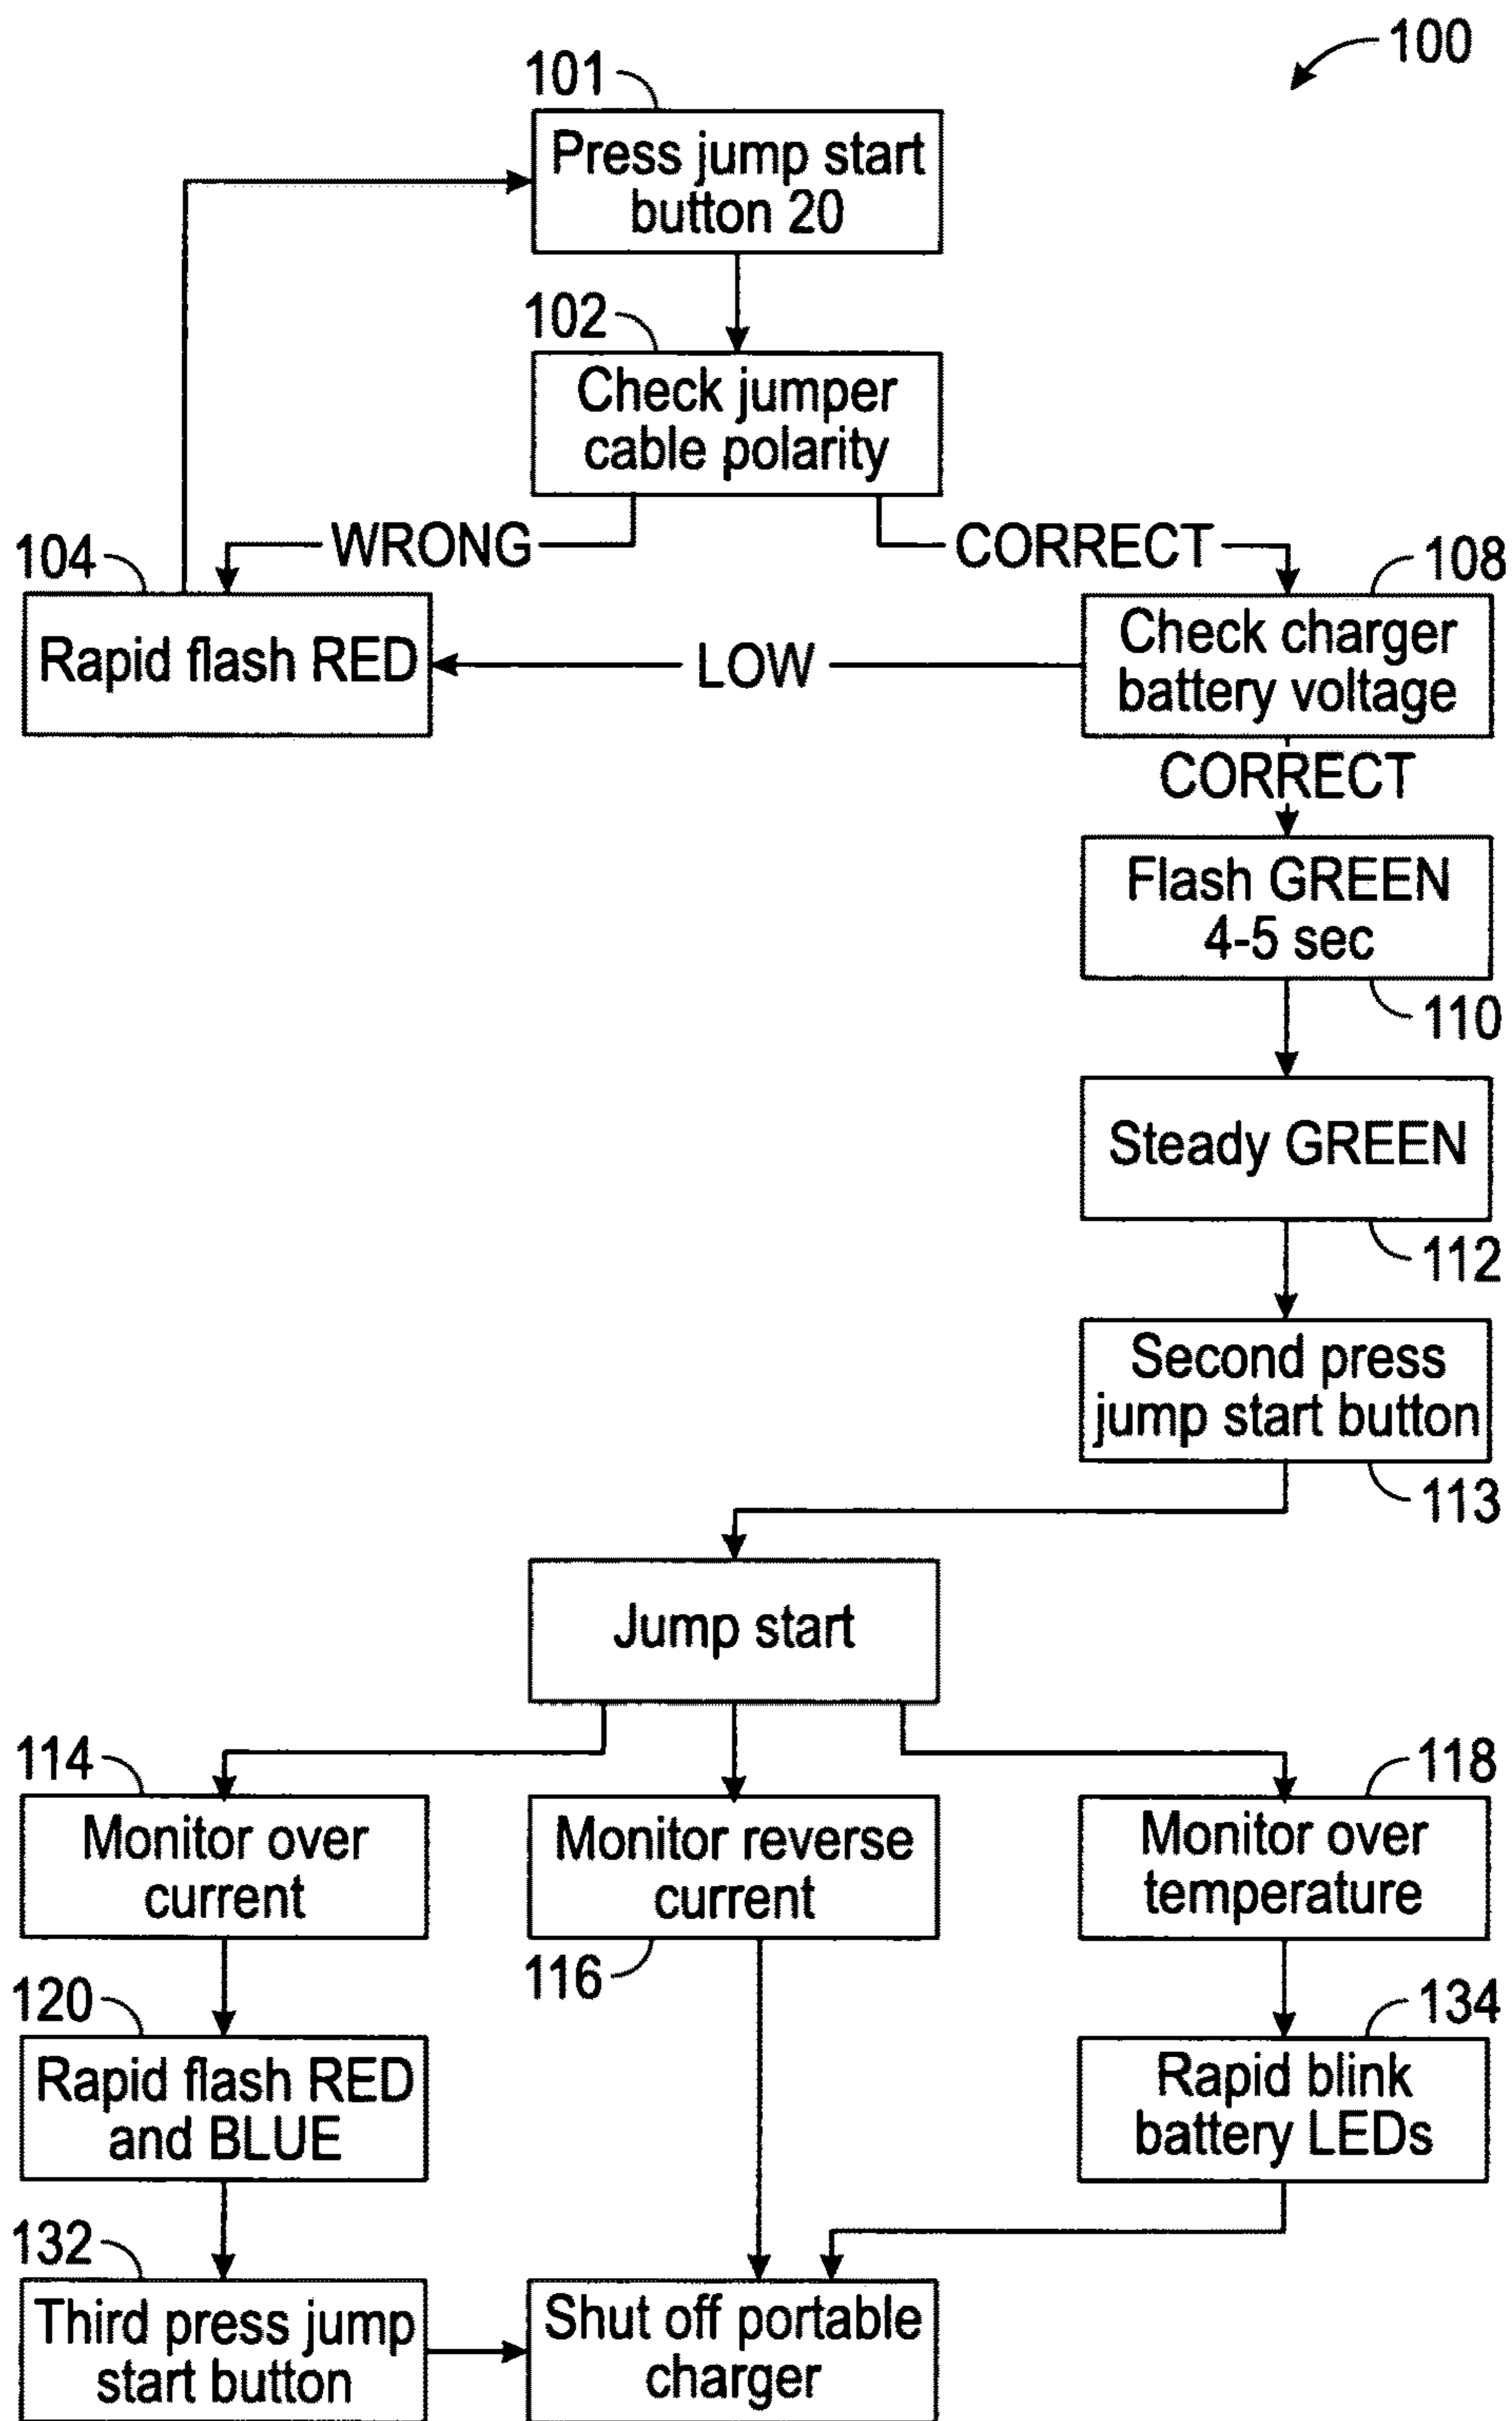 100
101
Press jump start
button 20
102
Check jumper
cable polarity
WRONG
CORRECT
104
Rapid flash RED
LOW
108
Check charger
battery voltage
CORRECT
Flash GREEN
4-5 sec
110
Steady GREEN
112
Second press
jump start button
113
Jump start
114
Monitor over
current
Monitor reverse
current
116
118
Monitor over
temperature
120
Rapid flash RED
and BLUE
134
Rapid blink
battery LEDs
132
Third press jump
start button
Shut off portable
charger